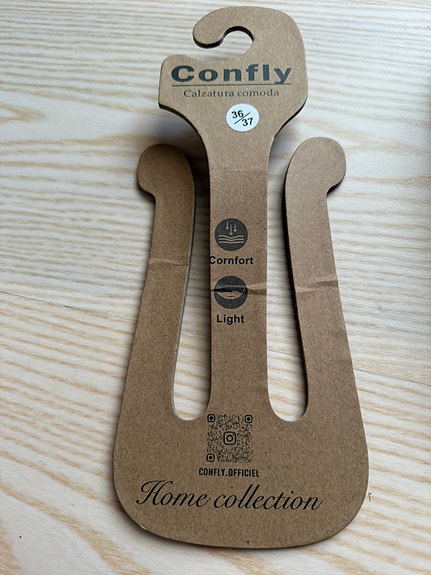 Confly
Calzatura comoda
36/37
Cornfort
Light
CONFLY.OFFICIEL
Home collection